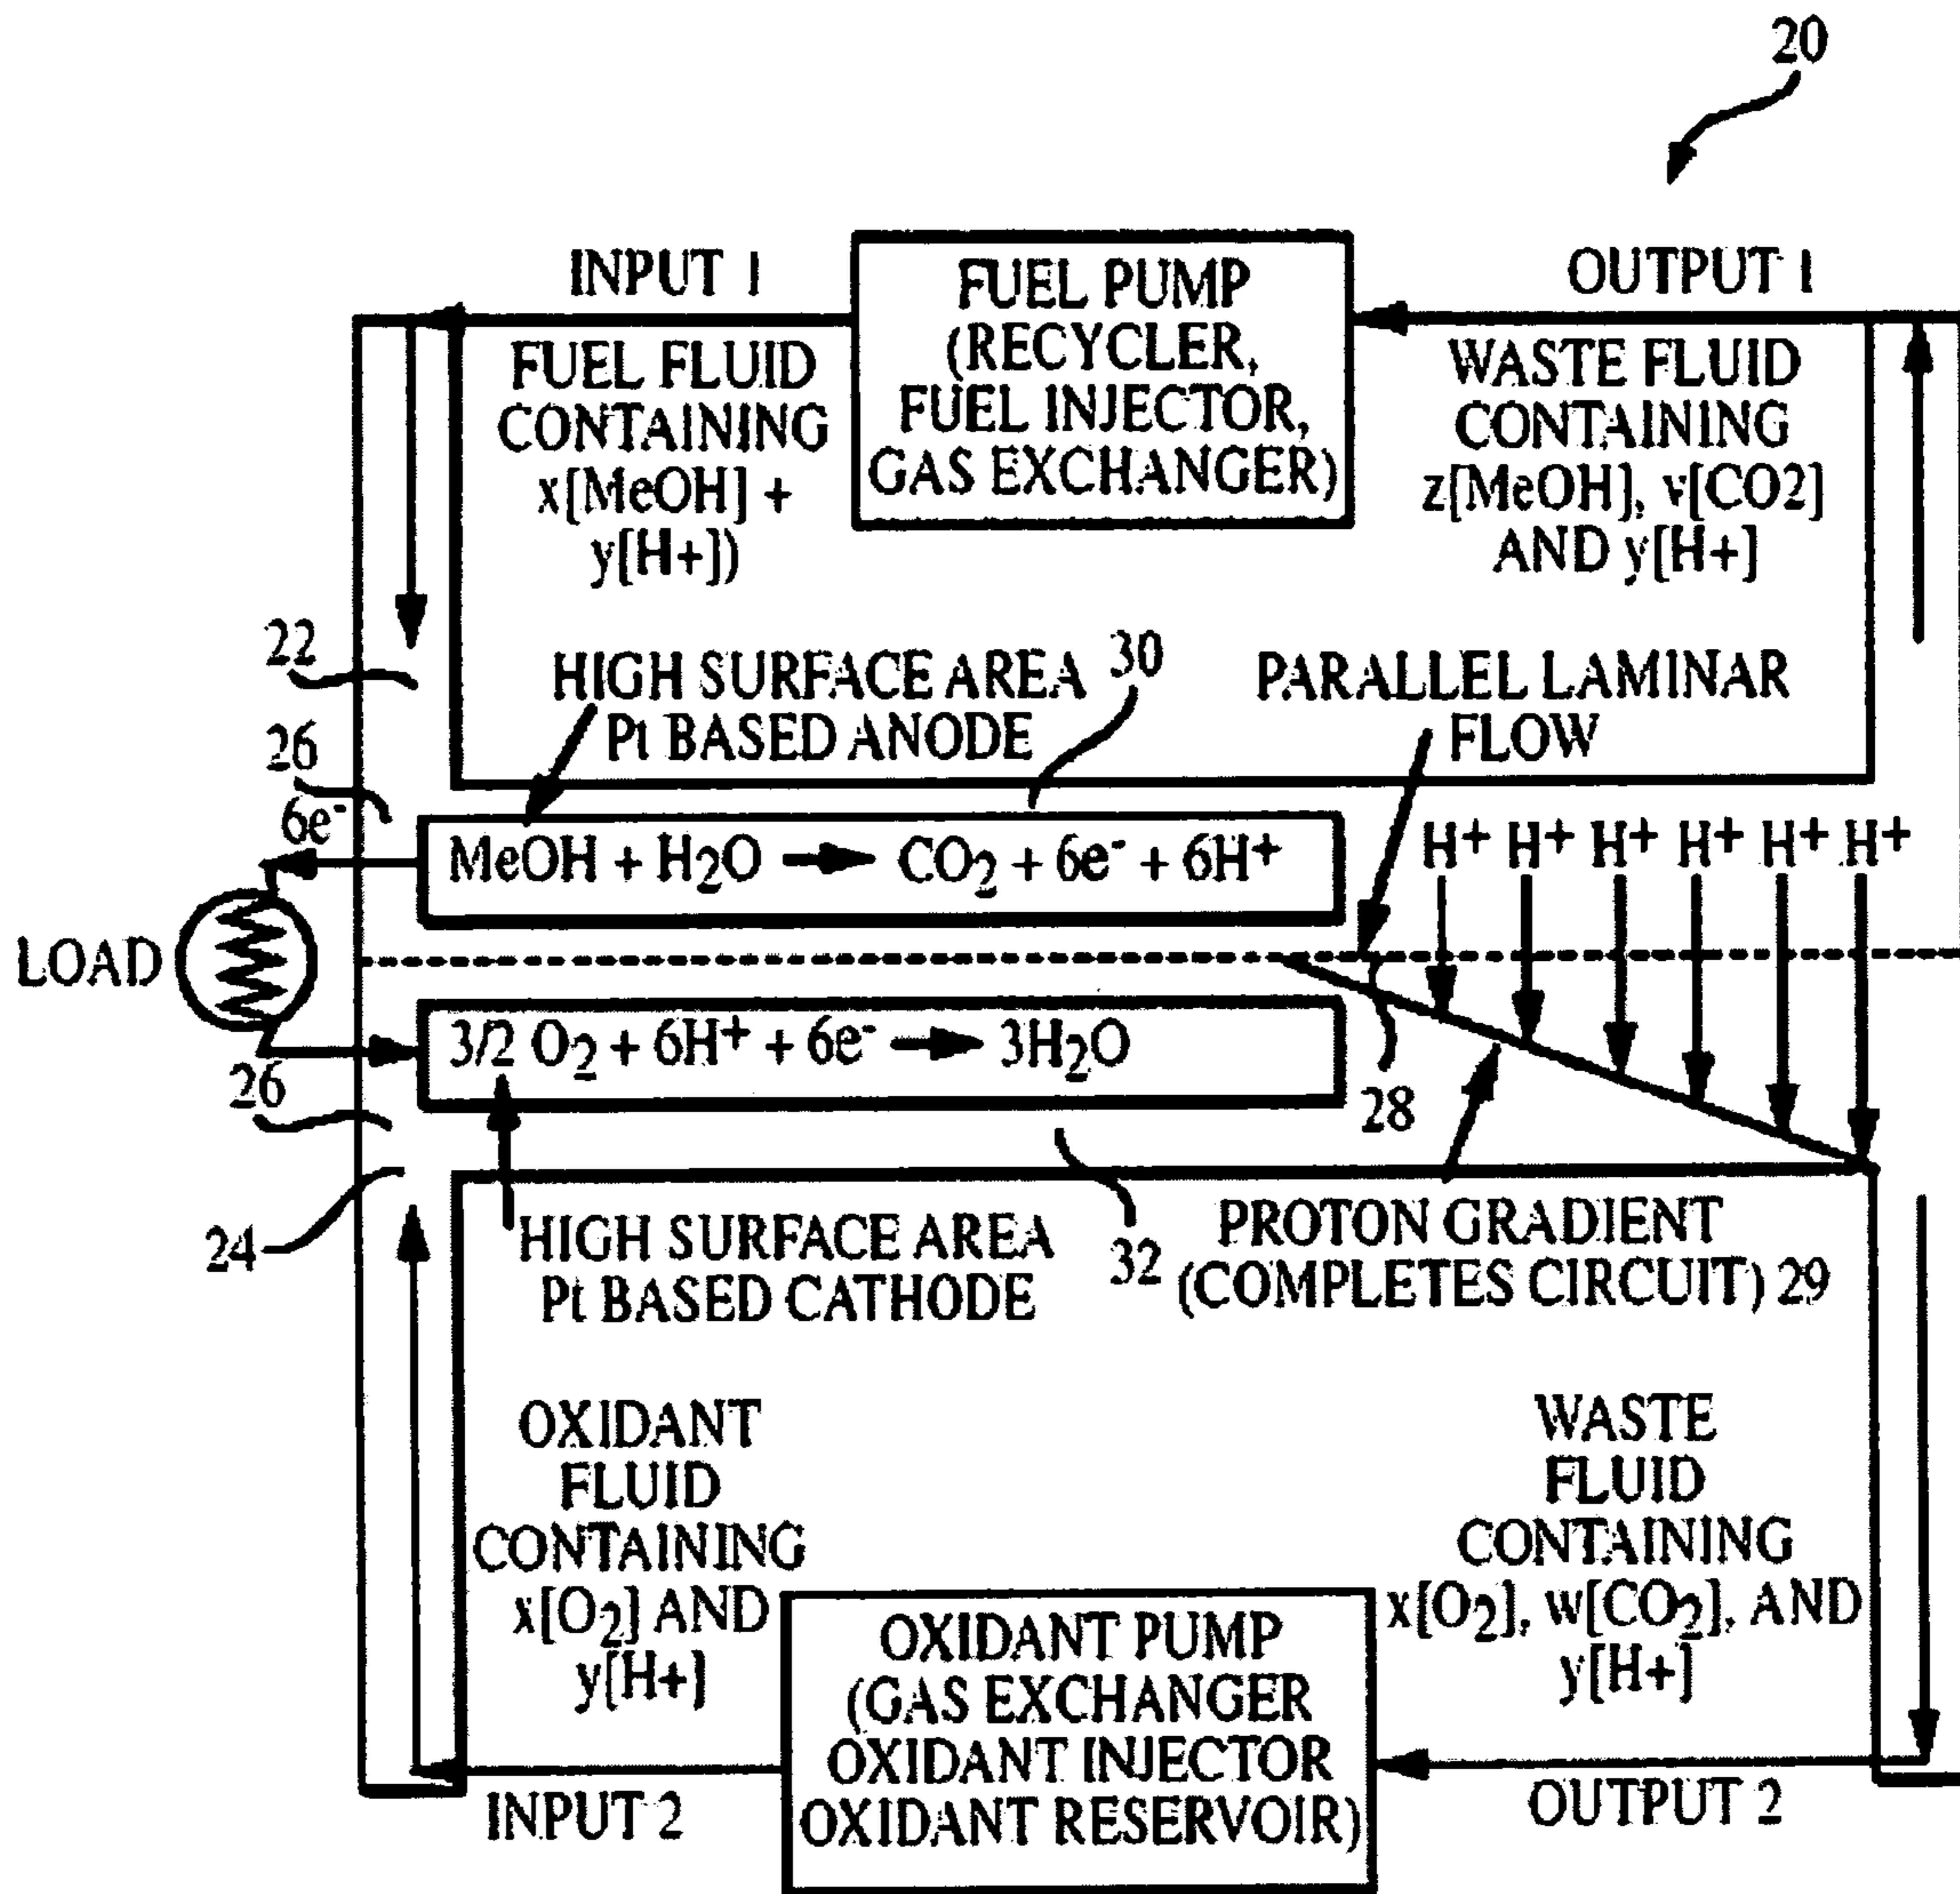 20
INPUT 1
FUEL PUMP
(RECYCLER,
FUEL INJECTOR,
GAS EXCHANGER)
OUTPUT 1
FUEL FLUID
CONTAINING
x[MeOH] +
y[H+])
WASTE FLUID
CONTAINING
z[MeOH], v[CO2]
AND y[H+]
22
HIGH SURFACE AREA
Pt BASED ANODE
30
PARALLEL LAMINAR
FLOW
26
6e-
MeOH + H2O → CO2 + 6e- + 6H+
H+ H+ H+ H+ H+ H+
LOAD
3/2 O2 + 6H+ + 6e- → 3H2O
28
26
24
HIGH SURFACE AREA
Pt BASED CATHODE
32
PROTON GRADIENT
(COMPLETES CIRCUIT) 29
OXIDANT
FLUID
CONTAINING
x[O2] AND
y[H+]
WASTE
FLUID
CONTAINING
x[O2], w[CO2], AND
y[H+]
OXIDANT PUMP
(GAS EXCHANGER
OXIDANT INJECTOR
OXIDANT RESERVOIR)
INPUT 2
OUTPUT 2